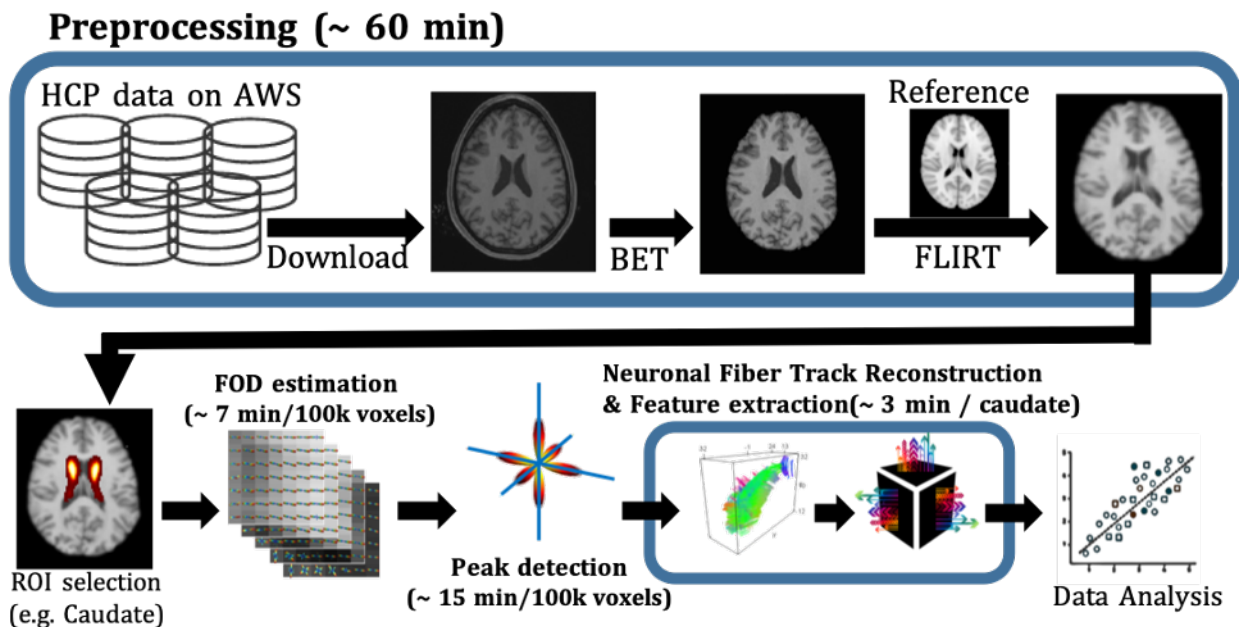 Preprocessing (~ 60 min)
HCP data on AWS
Reference
Download
BET
FLIRT
FOD estimation
(~ 7 min/100k voxels)
Neuronal Fiber Track Reconstruction
& Feature extraction(~ 3 min / caudate)
ROI selection
(e.g. Caudate)
Peak detection
(~ 15 min/100k voxels)
Data Analysis